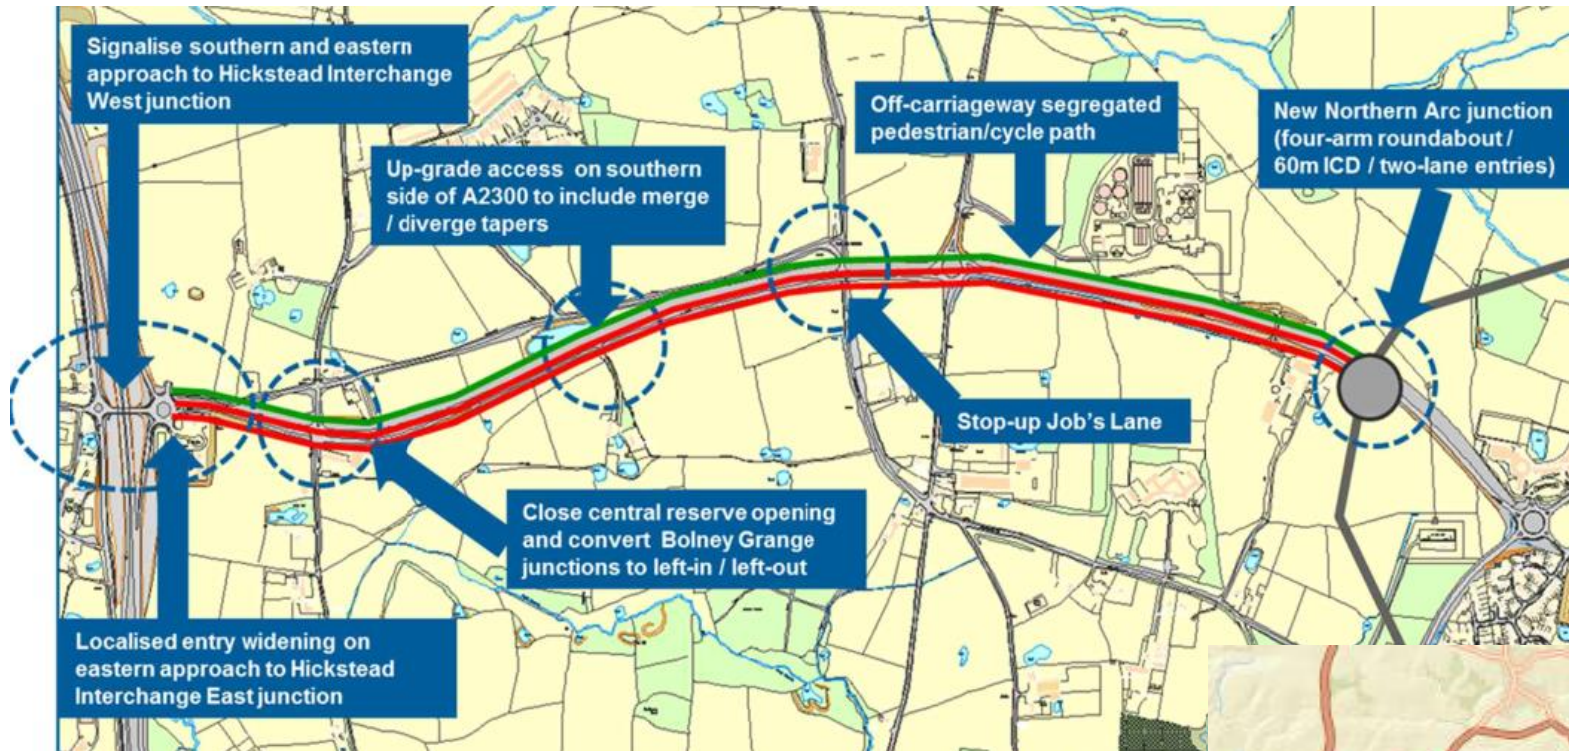 Signalise southern and eastern
approach to Hickstead Interchange
West junction
Up-grade access on southern
side of A2300 to include merge
/ diverge tapers
Off-carriageway segregated
pedestrian/cycle path
New Northern Arc junction
(four-arm roundabout /
60m ICD / two-lane entries)
Stop-up Job's Lane
Close central reserve opening
and convert Bolney Grange
junctions to left-in / left-out
Localised entry widening on
eastern approach to Hickstead
Interchange East junction